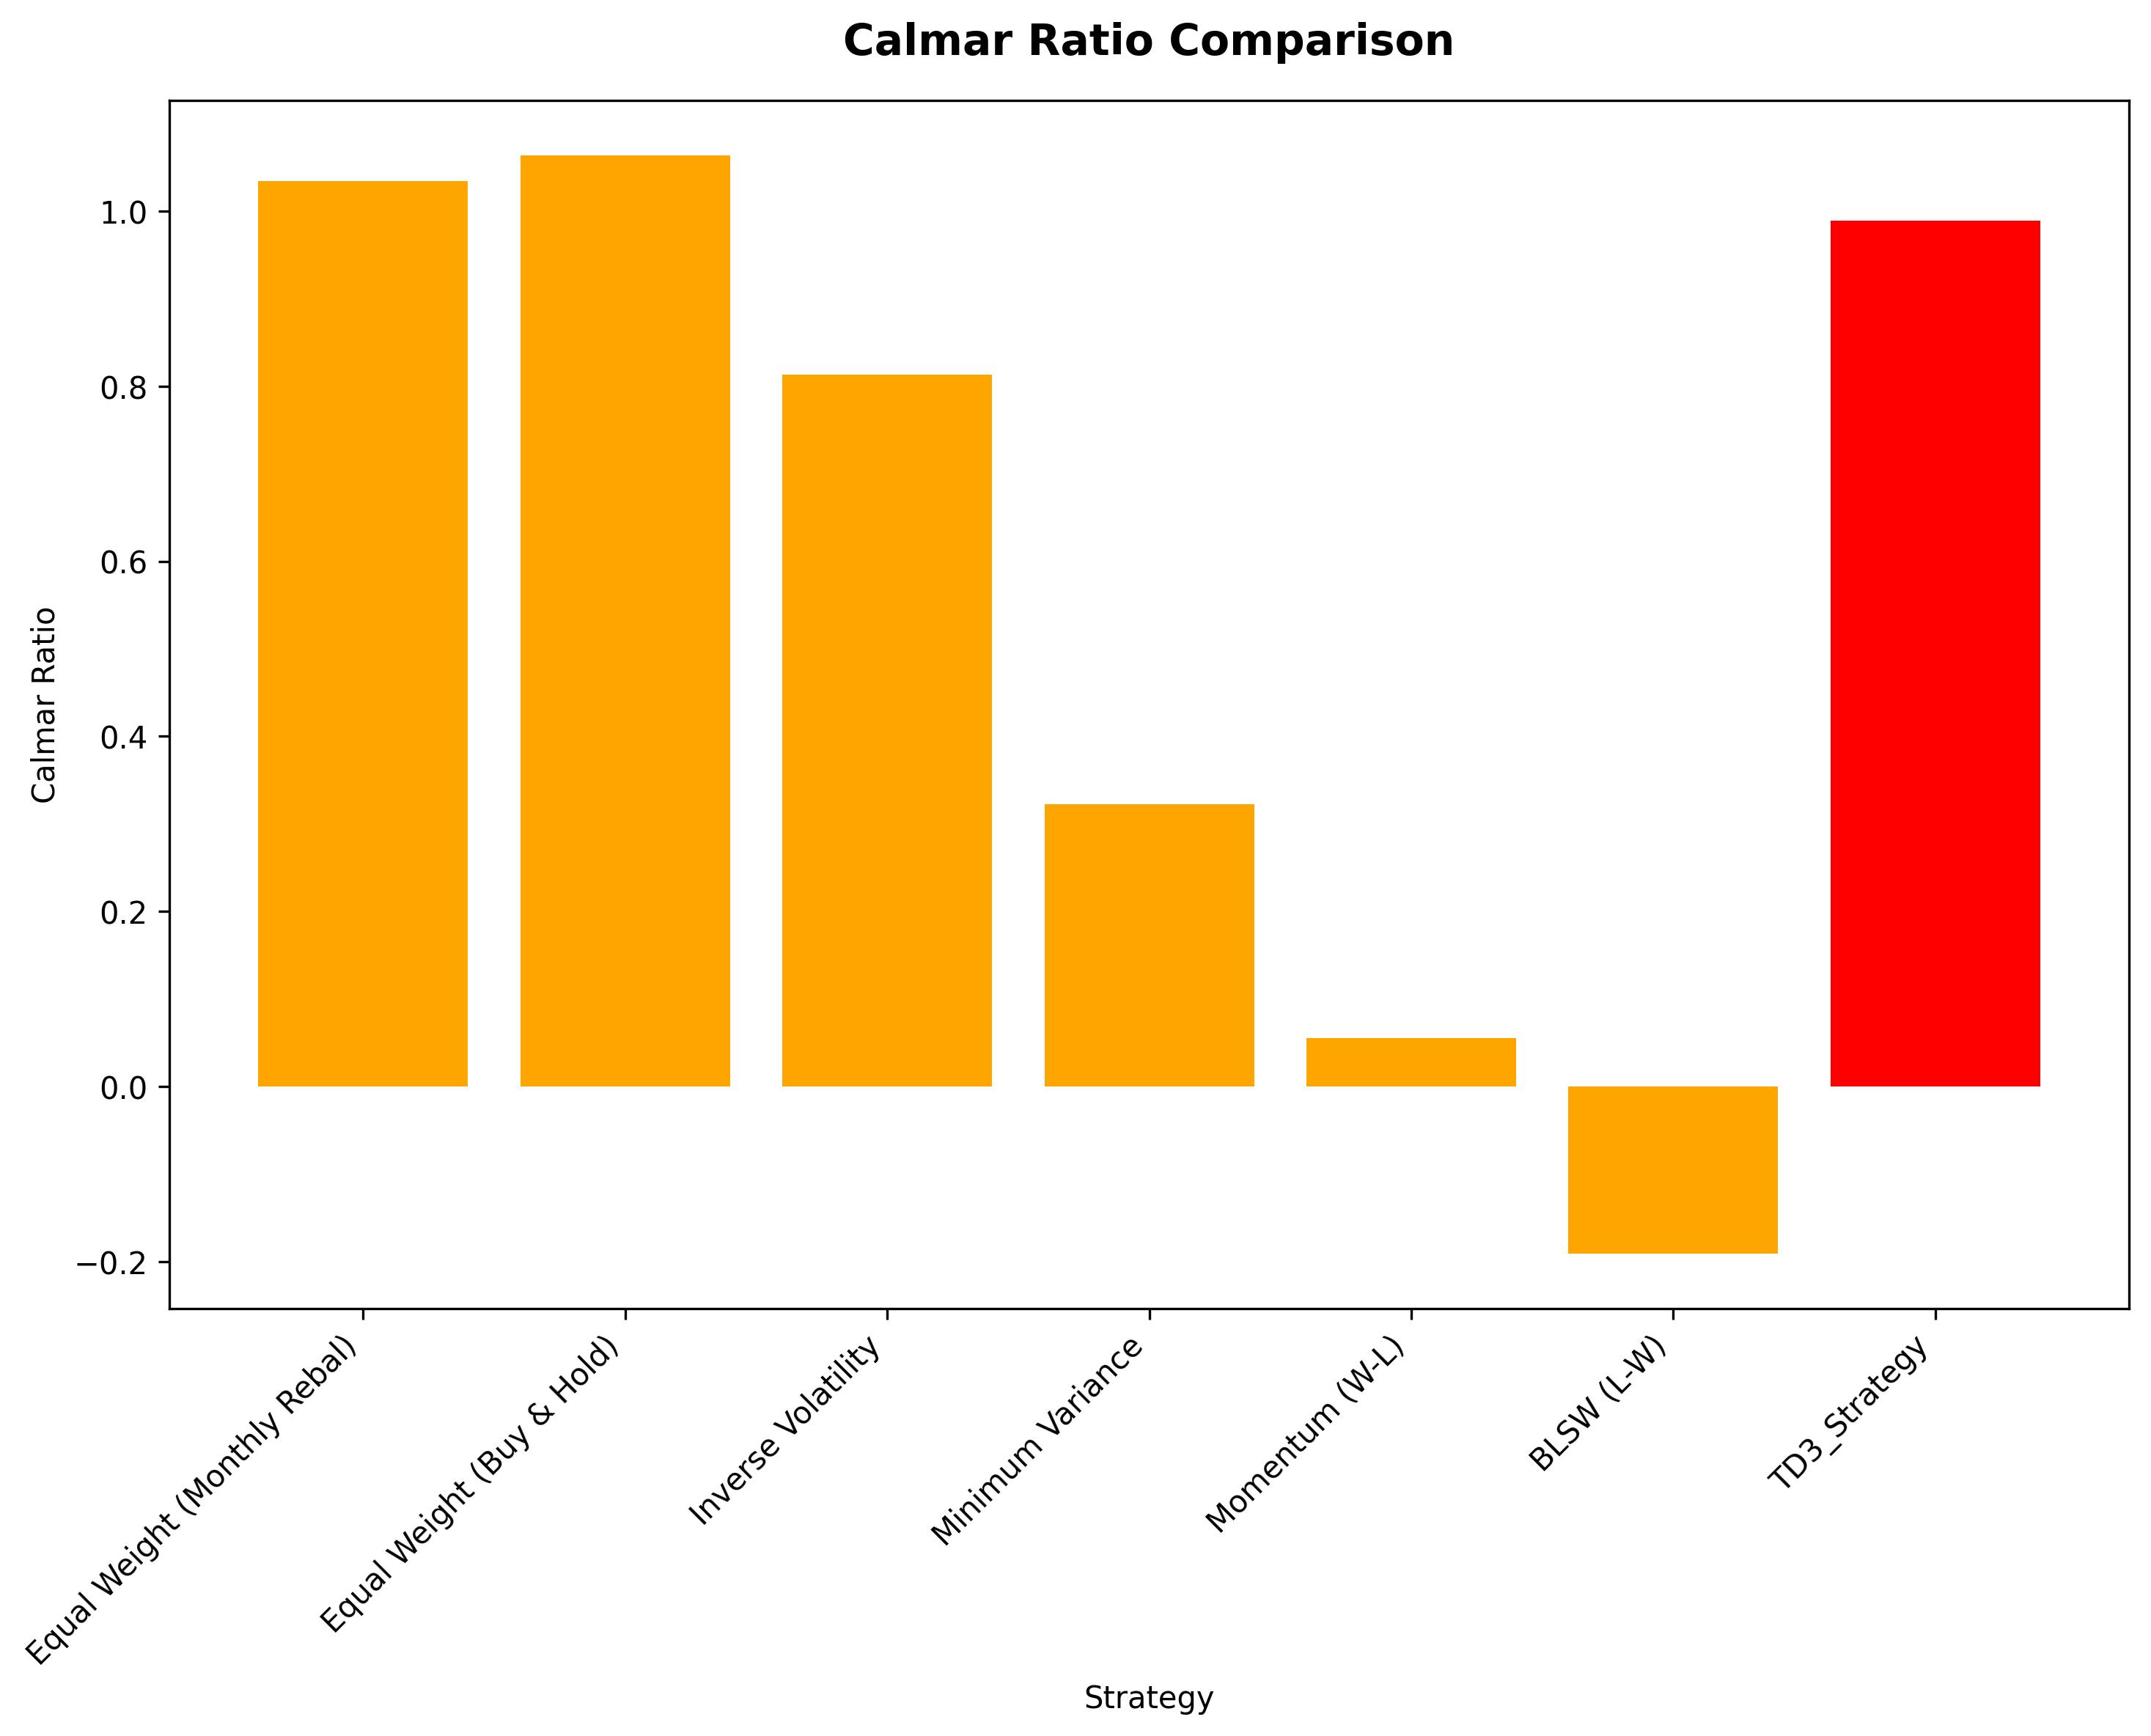 Calmar Ratio Comparison
Calmar Ratio
1.0
0.8
0.6
0.4
0.2
0.0
−0.2
Equal Weight (Monthly Rebal)
Equal Weight (Buy & Hold)
Inverse Volatility
Minimum Variance
Momentum (W-L)
BLSW (L-W)
TD3_Strategy
Strategy